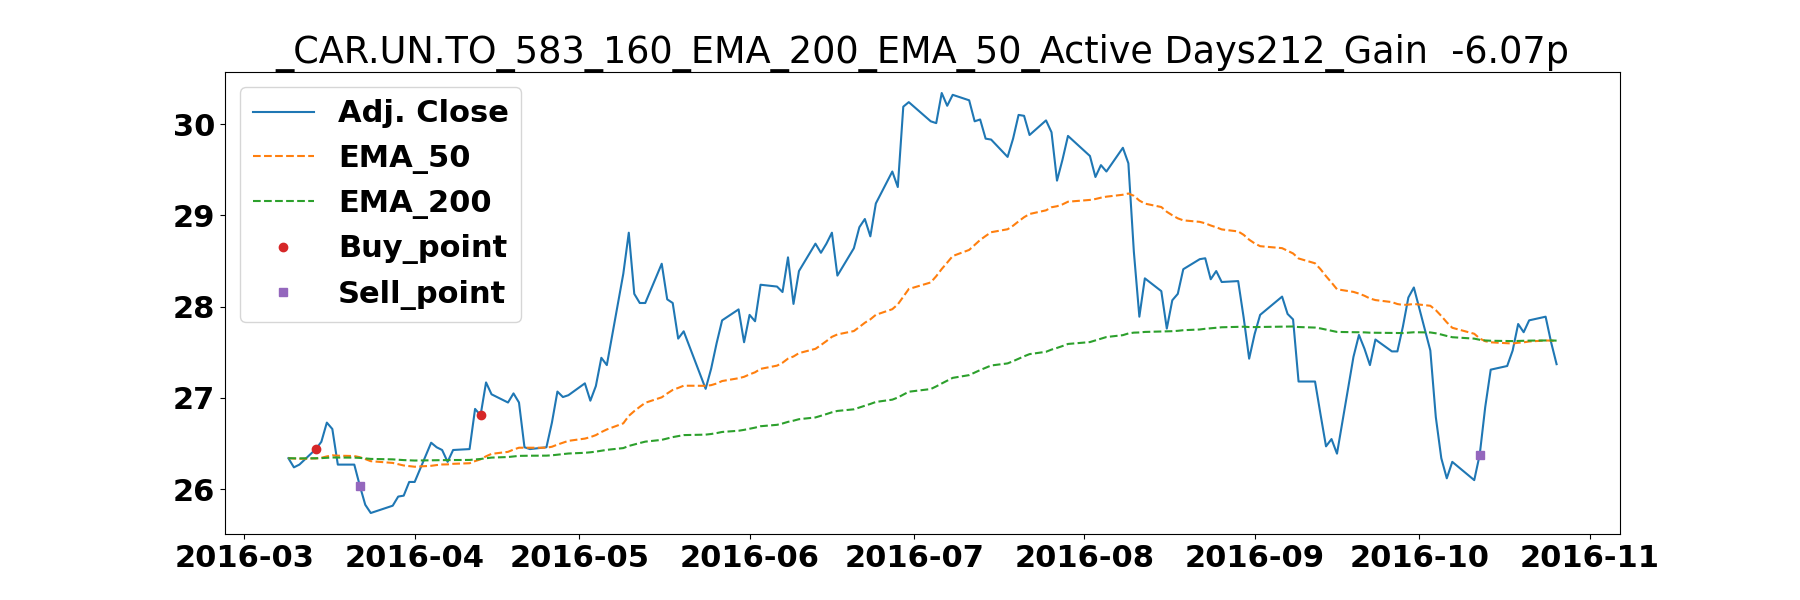 _CAR.UN.TO_583_160_EMA_200_EMA_50_Active Days212_Gain  -6.07p
Adj. Close
EMA_50
EMA_200
Buy_point
Sell_point
30
29
28
27
26
2016-03 2016-04 2016-05 2016-06 2016-07 2016-08 2016-09 2016-10 2016-11